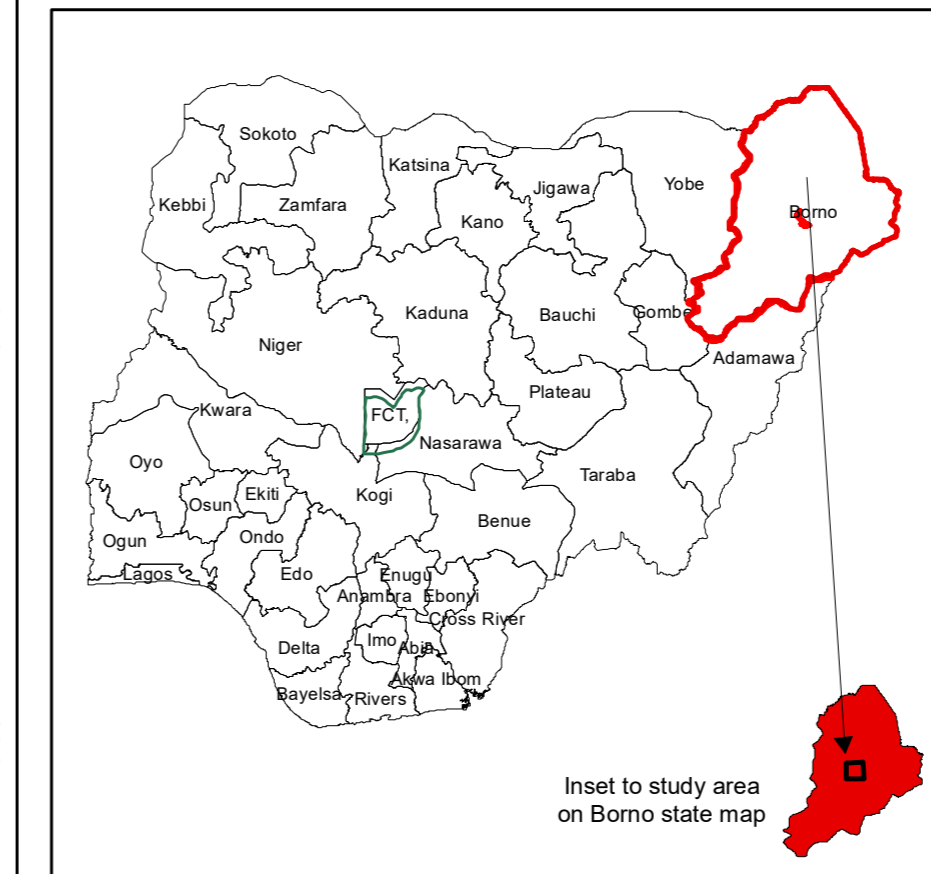 Sokoto
Katsina
Kebbi
Zamfara
Kano
Jigawa
Yobe
Borno
Niger
Kaduna
Bauchi
Gombe
Adamawa
Kwara
FCT,
Plateau
Nasarawa
Oyo
Taraba
Osun
Ekiti
Kogi
Benue
Ogun
Ondo
Lagos
Edo
Enugu
Anambra
Ebonyi
Cross River
Delta
Imo
Abia
Bayelsa
Rivers
Akwa Ibom
Inset to study area
on Borno state map